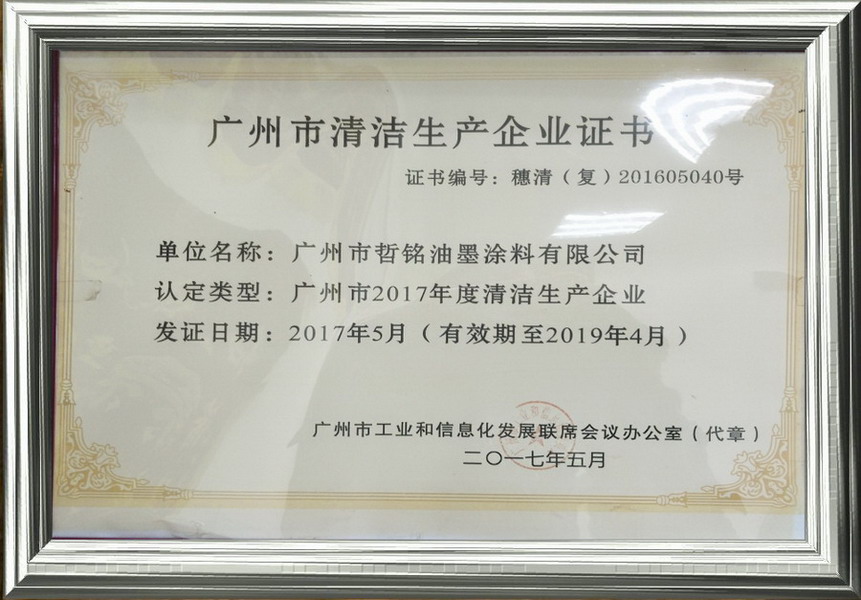 广州市清洁生产企业证书
证书编号：穗清（复）201605040号
单位名称：广州市哲铭油墨涂料有限公司
认定类型：广州市2017年度清洁生产企业
发证日期：2017年5月（有效期至2019年4月）
广州市工业和信息化发展联席会议办公室（代章）
二〇一七年五月